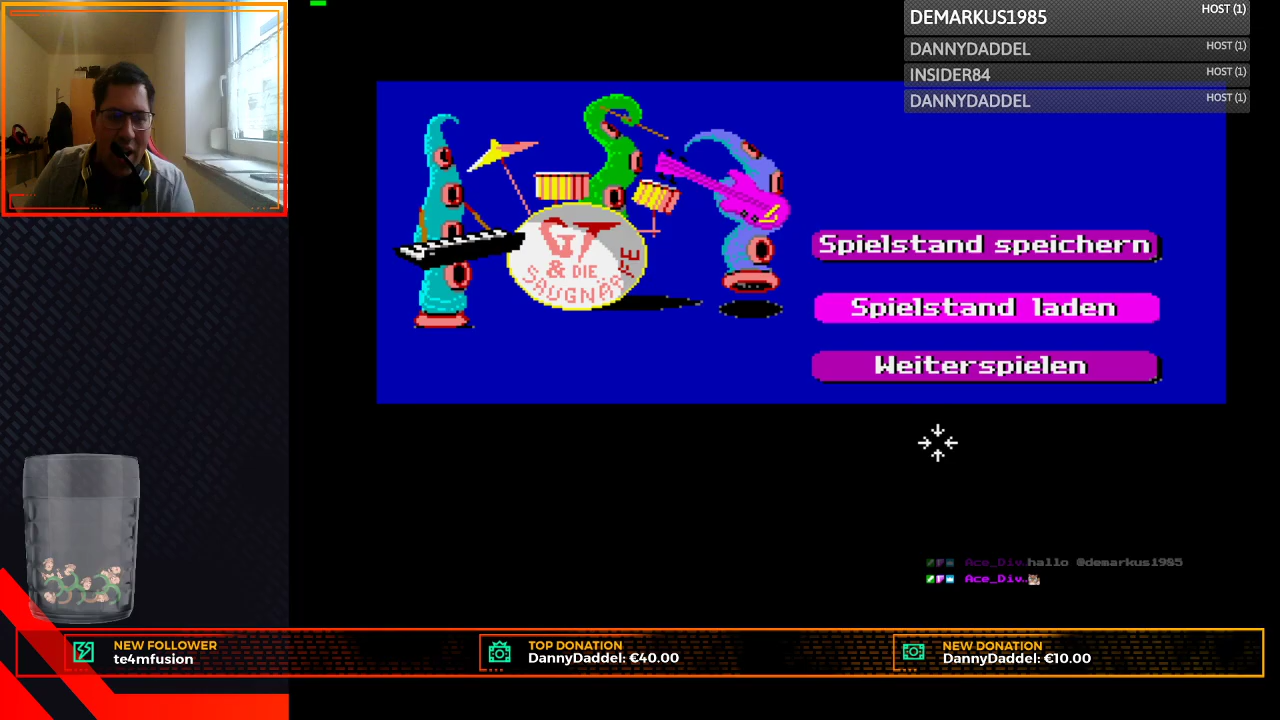 DEMARKUS1985 HOST (1)
DANNYDADDEL HOST (1)
INSIDER84 HOST (1)
DANNYDADDEL HOST (1)
GT
& DIE
SAUGNÄPFE
Spielstand speichern
Spielstand laden
Weiterspielen
Ace_Div.. hallo @demarkus1985
Ace_Div..
NEW FOLLOWER
te4mfusion
TOP DONATION
DannyDaddel: €40.00
NEW DONATION
DannyDaddel: €10.00